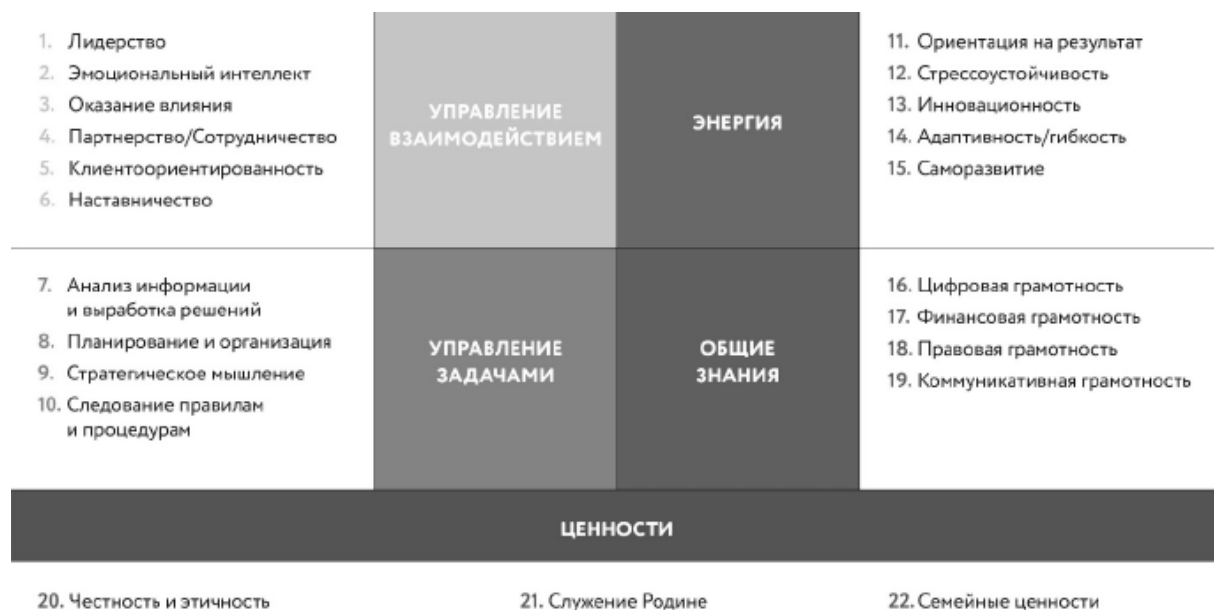 1. Лидерство
2. Эмоциональный интеллект
3. Оказание влияния
4. Партнерство/Сотрудничество
5. Клиентоориентированность
6. Наставничество
УПРАВЛЕНИЕ
ВЗАИМОДЕЙСТВИЕМ
ЭНЕРГИЯ
11. Ориентация на результат
12. Стрессоустойчивость
13. Инновационность
14. Адаптивность/гибкость
15. Саморазвитие
7. Анализ информации
и выработка решений
8. Планирование и организация
9. Стратегическое мышление
10. Следование правилам
и процедурам
УПРАВЛЕНИЕ
ЗАДАЧАМИ
ОБЩИЕ
ЗНАНИЯ
16. Цифровая грамотность
17. Финансовая грамотность
18. Правовая грамотность
19. Коммуникативная грамотность
ЦЕННОСТИ
20. Честность и этичность
21. Служение Родине
22. Семейные ценности